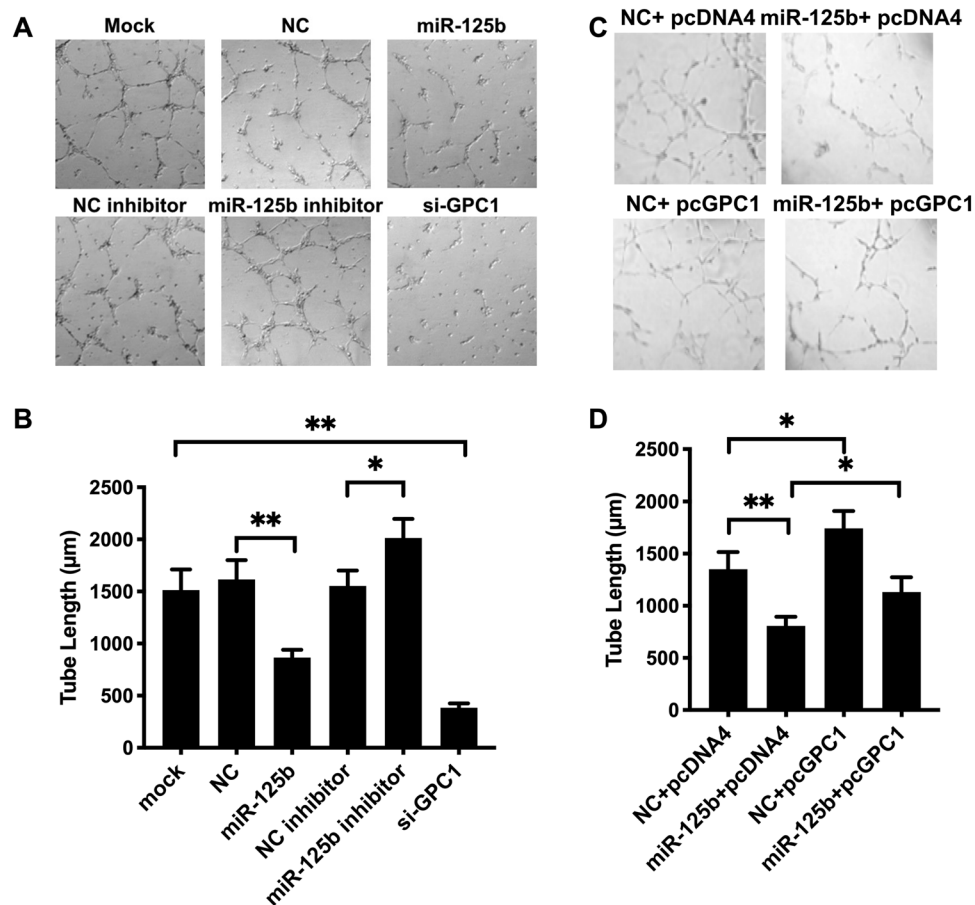 A
Mock
NC
miR-125b
NC inhibitor
miR-125b inhibitor
si-GPC1
C
NC+ pcDNA4
miR-125b+ pcDNA4
NC+ pcGPC1
miR-125b+ pcGPC1
B
**
**
*
Tube Length (μm)
2500
2000
1500
1000
500
0
mock
NC
miR-125b
NC inhibitor
miR-125b inhibitor
si-GPC1
D
*
*
**
Tube Length (μm)
2500
2000
1500
1000
500
0
NC+pcDNA4
miR-125b+pcDNA4
NC+pcGPC1
miR-125b+pcGPC1